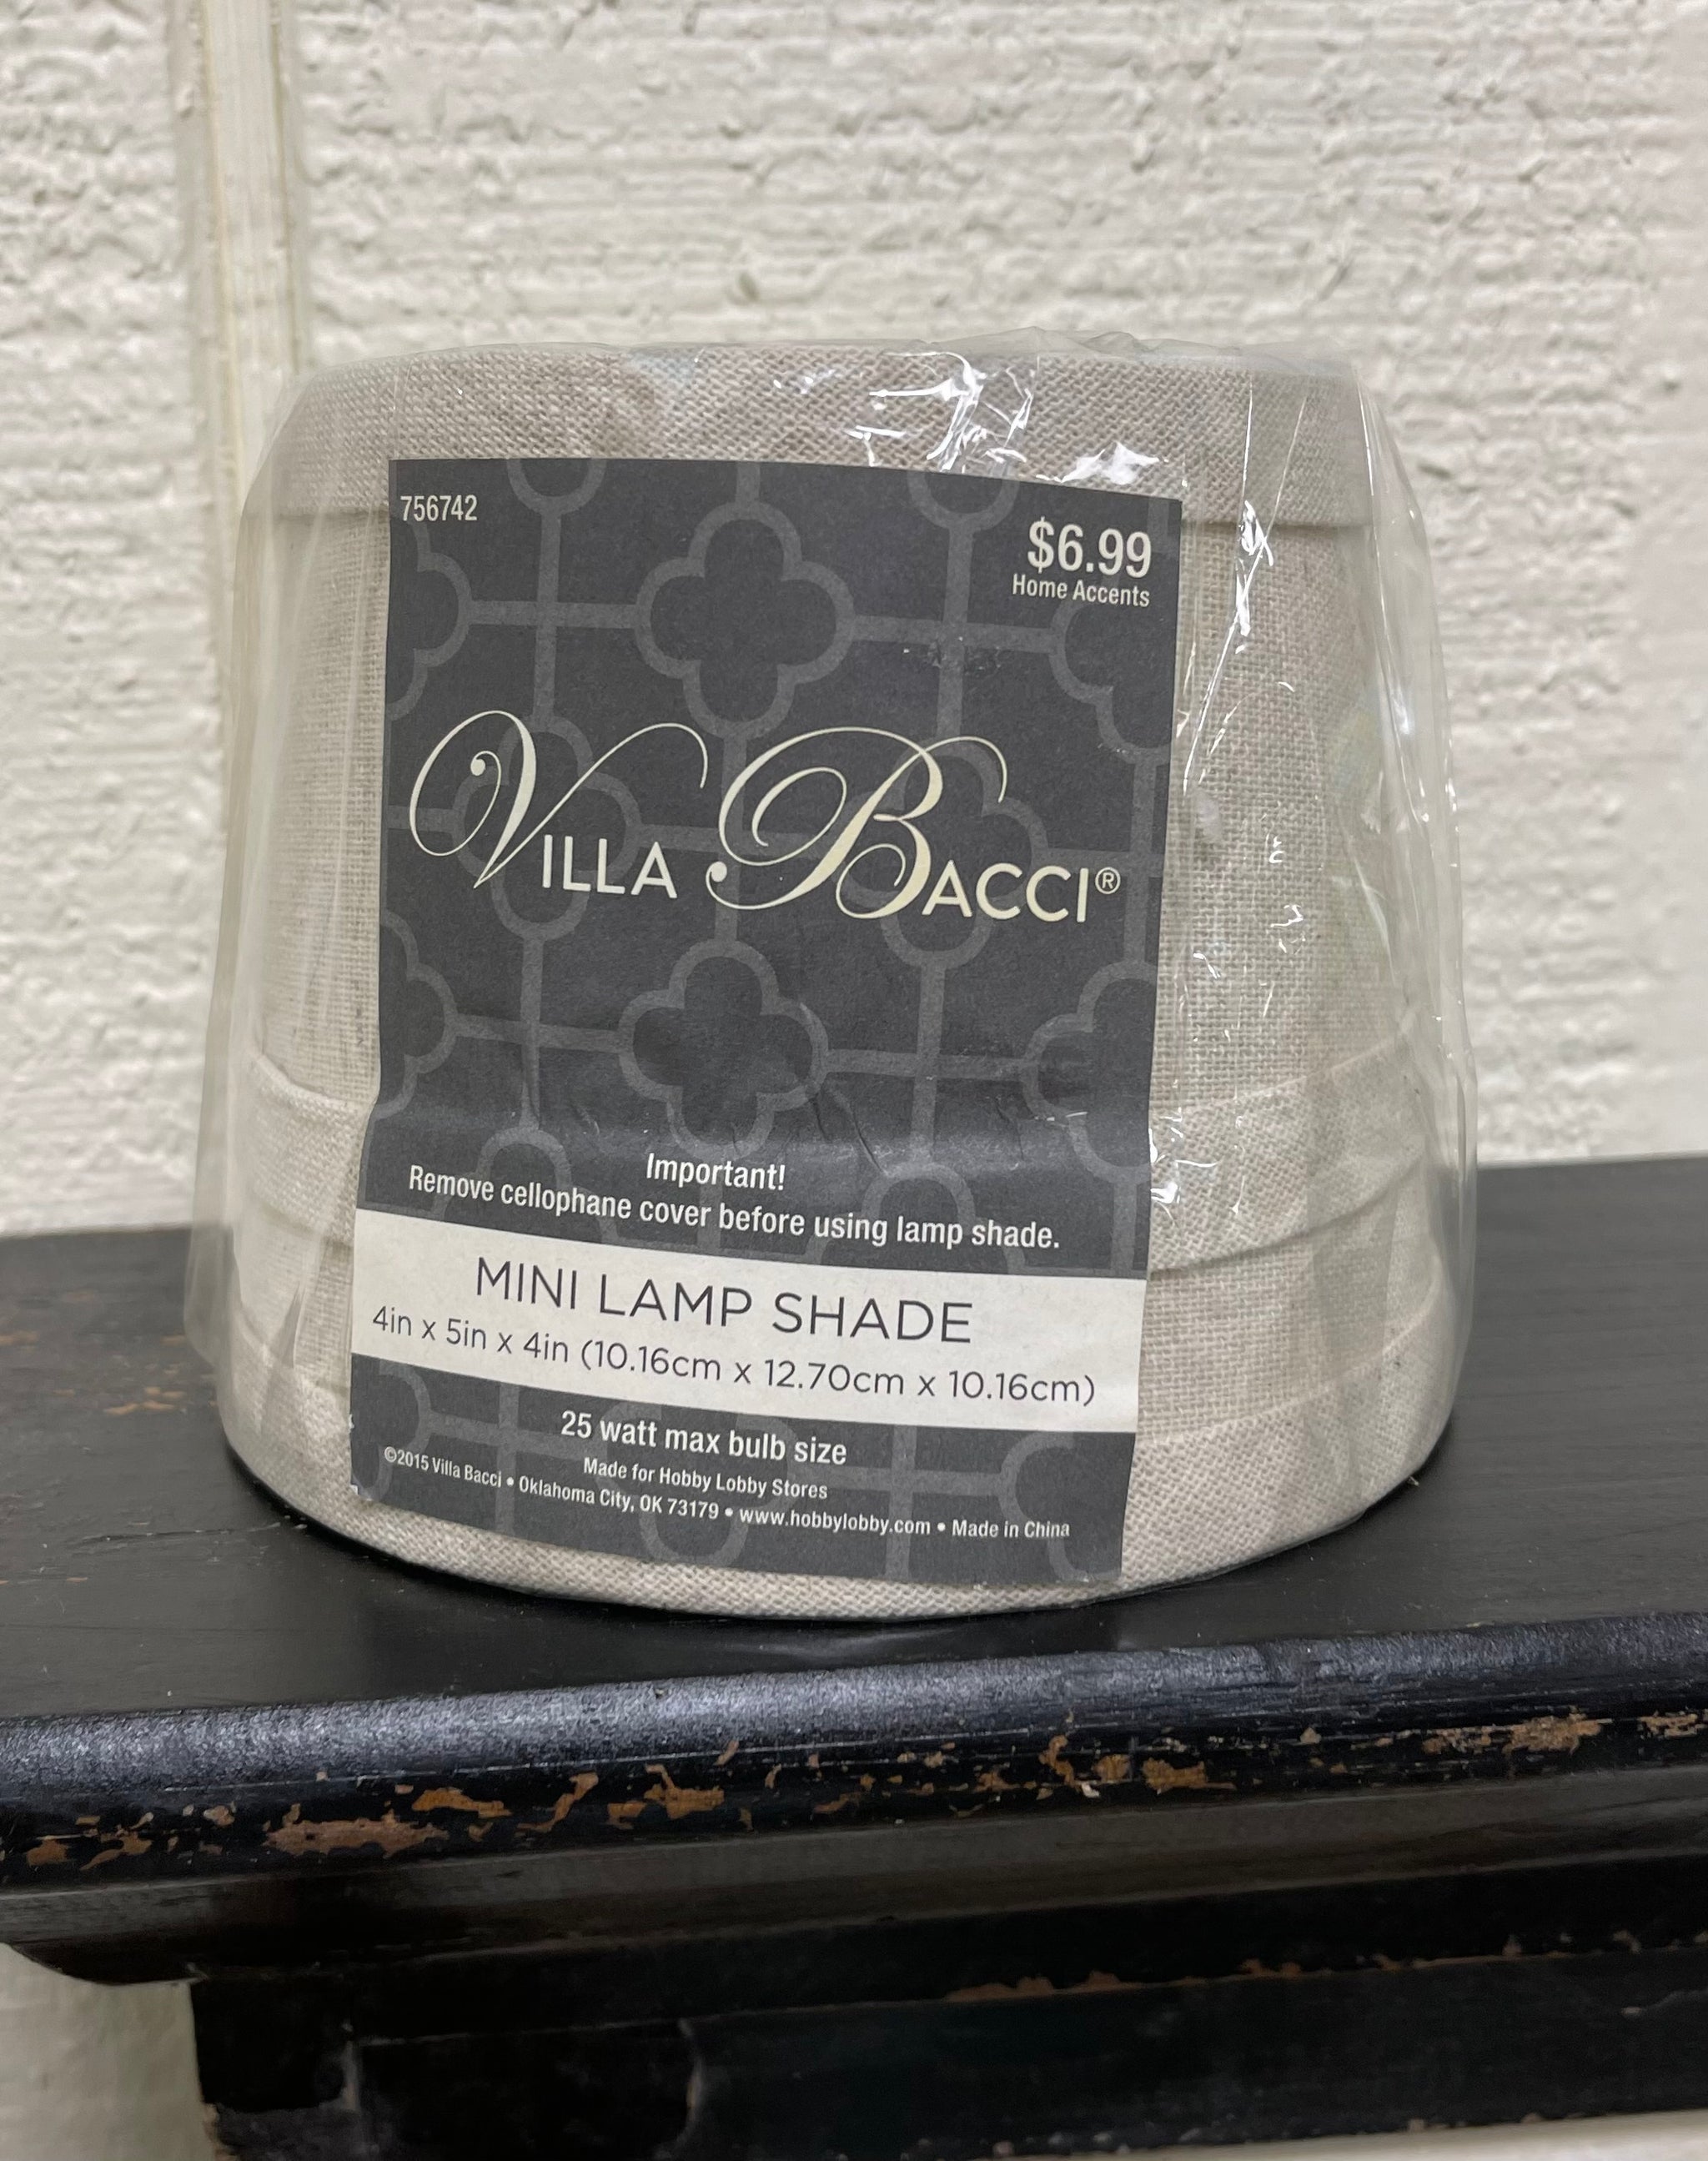 756742
$6.99
Home Accents
VILLA BACCI®
Important!
Remove cellophane cover before using lamp shade.
MINI LAMP SHADE
4in x 5in x 4in (10.16cm x 12.70cm x 10.16cm)
25 watt max bulb size
Made for Hobby Lobby Stores
©2015 Villa Bacci • Oklahoma City, OK 73179 • www.hobbylobby.com • Made in China